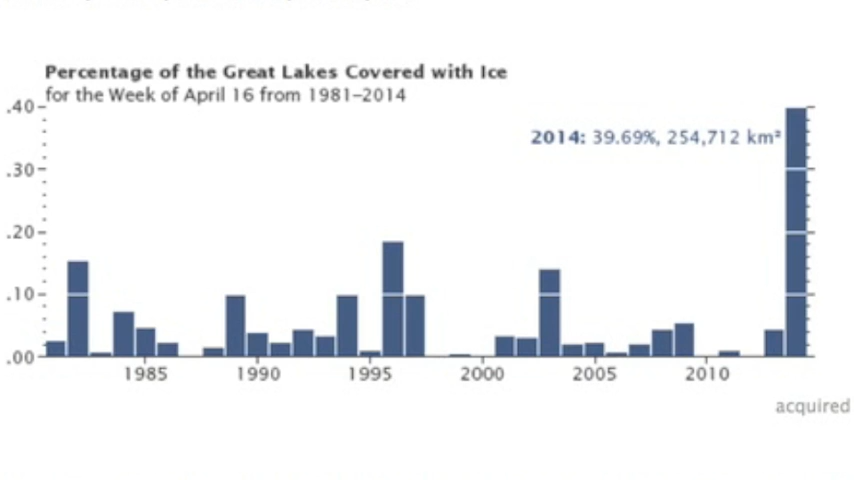 Percentage of the Great Lakes Covered with Ice
for the Week of April 16 from 1981–2014
.40
2014: 39.69%, 254,712 km²
.30
.20
.10
.00
1985 1990 1995 2000 2005 2010
acquired